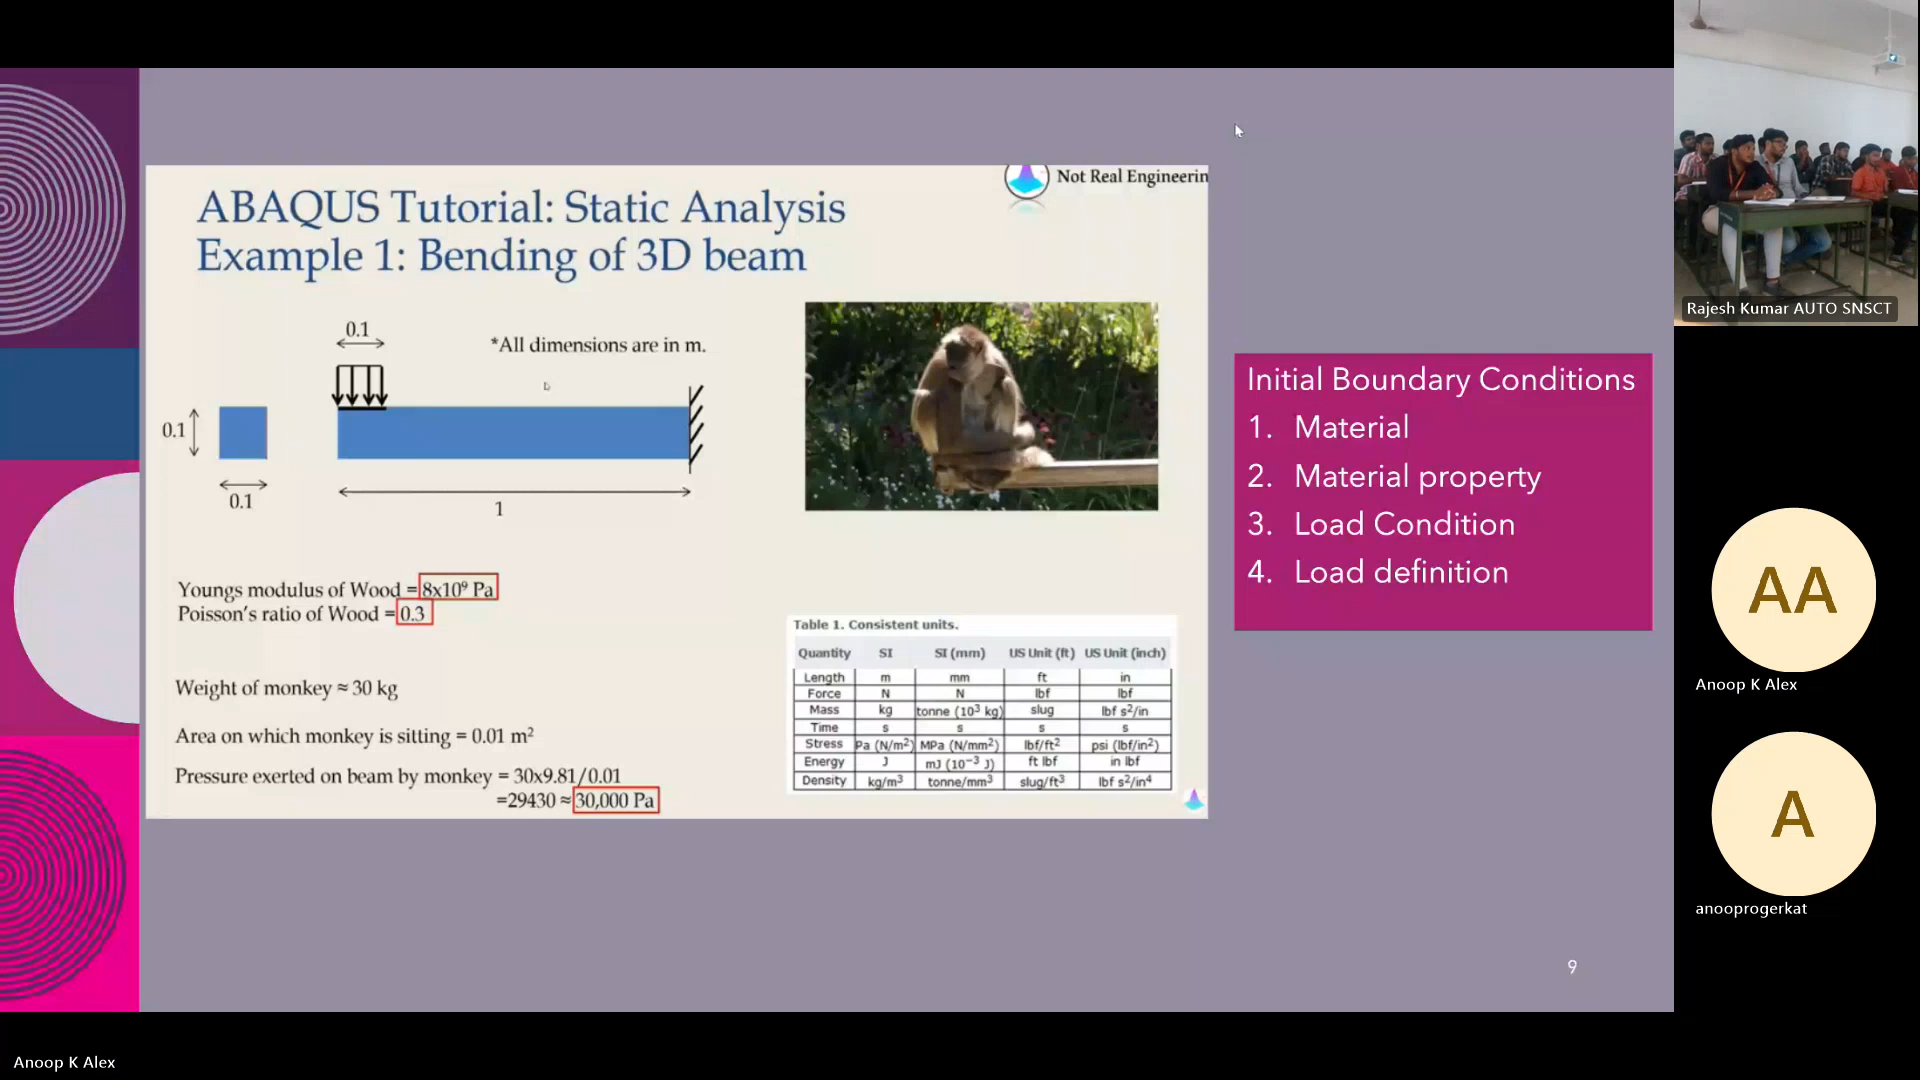 Not Real Engineerin
ABAQUS Tutorial: Static Analysis
Example 1: Bending of 3D beam
0.1
*All dimensions are in m.
0.1
0.1
1
Youngs modulus of Wood = 8x10⁹ Pa
Poisson's ratio of Wood = 0.3
Weight of monkey ≈ 30 kg
Area on which monkey is sitting = 0.01 m²
Pressure exerted on beam by monkey = 30x9.81/0.01
=29430 ≈ 30,000 Pa
Table 1. Consistent units.
Quantity SI SI (mm) US Unit (ft) US Unit (inch)
Length m mm ft in
Force N N lbf lbf
Mass kg tonne (10³ kg) slug lbf s²/in
Time s s s s
Stress Pa (N/m²) MPa (N/mm²) lbf/ft² psi (lbf/in²)
Energy J mJ (10⁻³ J) ft lbf in lbf
Density kg/m³ tonne/mm³ slug/ft³ lbf s²/in⁴
Initial Boundary Conditions
1. Material
2. Material property
3. Load Condition
4. Load definition
9
Rajesh Kumar AUTO SNSCT
AA
Anoop K Alex
A
anooprogerkat
Anoop K Alex